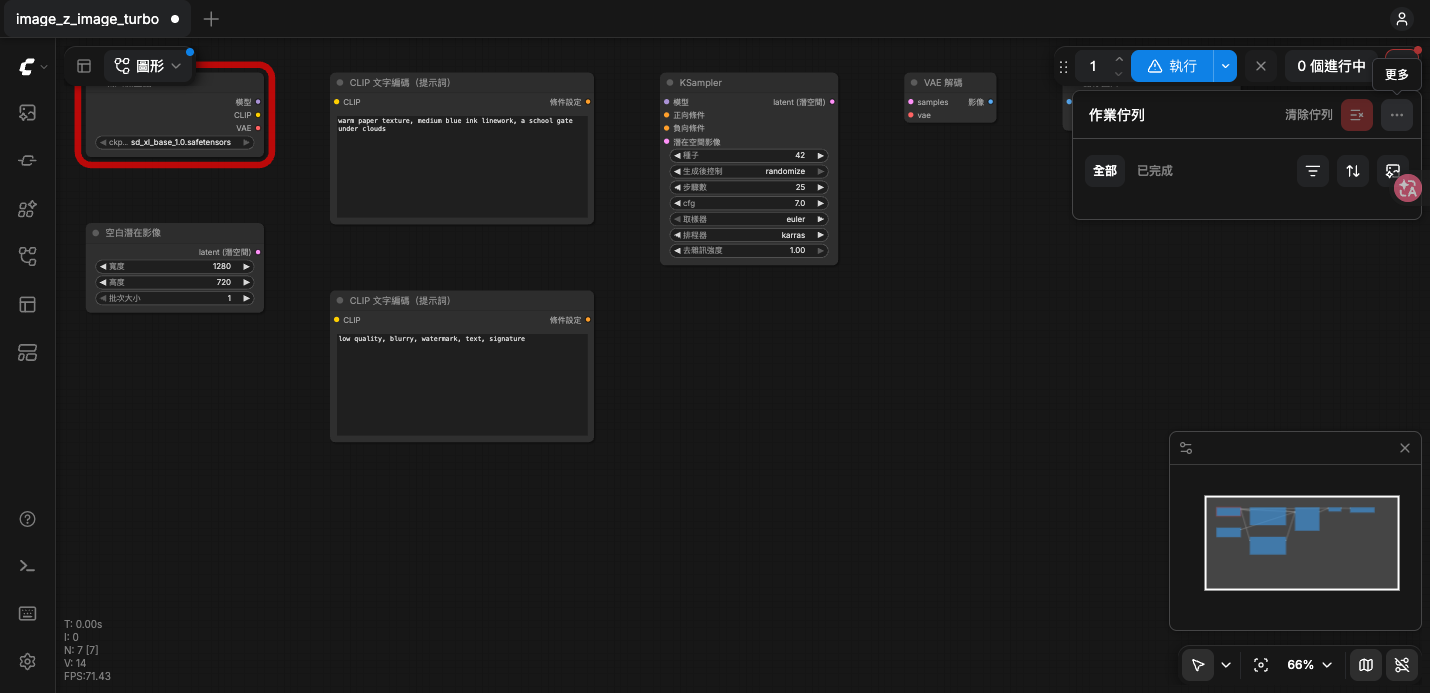 image_z_image_turbo
圖形
模型
CLIP
VAE
ckp... sd_xl_base_1.0.safetensors
空白潛在影像
latent (潛空間)
寬度 1280
高度 720
批次大小 1
CLIP 文字編碼（提示詞）
CLIP 條件設定
warm paper texture, medium blue ink linework, a school gate
under clouds
CLIP 文字編碼（提示詞）
CLIP 條件設定
low quality, blurry, watermark, text, signature
KSampler
模型 latent (潛空間)
正向條件
負向條件
潛在空間影像
種子 42
生成後控制 randomize
步驟數 25
cfg 7.0
取樣器 euler
排程器 karras
去雜訊強度 1.00
VAE 解碼
samples 影像
vae
1
執行
0 個進行中
更多
作業佇列
清除佇列
全部
已完成
T: 0.00s
I: 0
N: 7 [7]
V: 14
FPS:71.43
66%